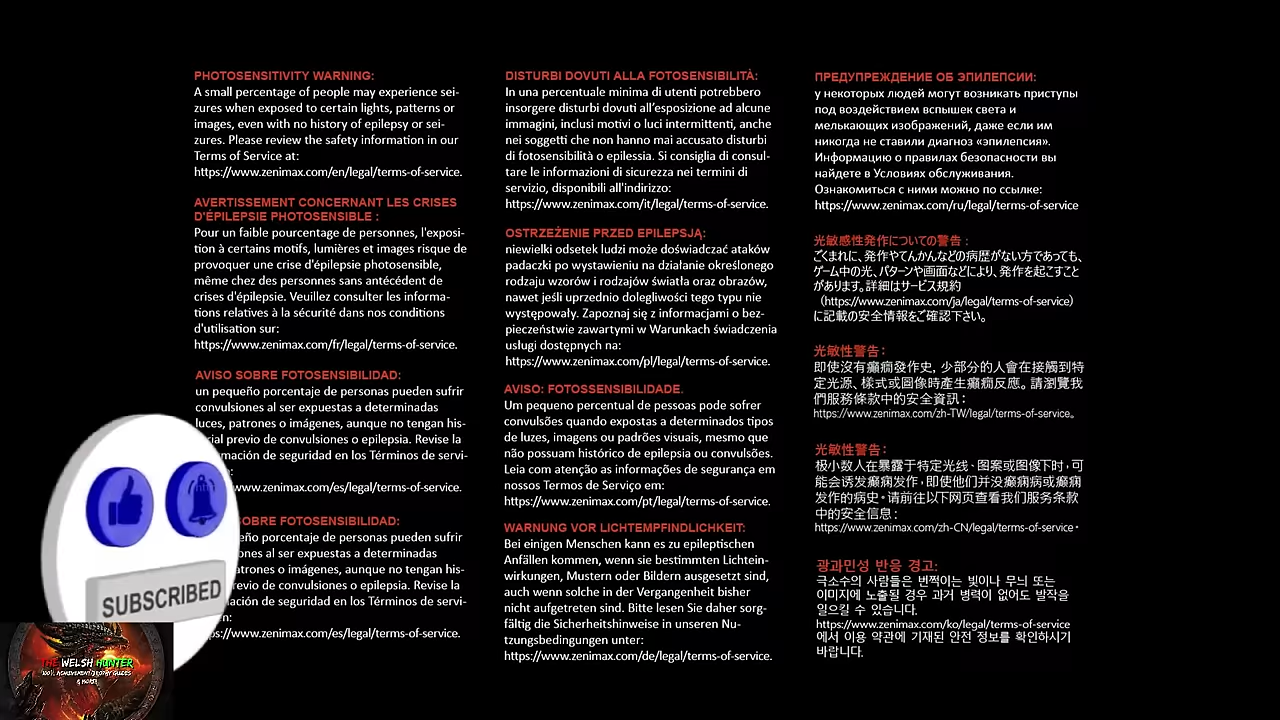 PHOTOSENSITIVITY WARNING:
A small percentage of people may experience sei-
zures when exposed to certain lights, patterns or
images, even with no history of epilepsy or sei-
zures. Please review the safety information in our
Terms of Service at:
https://www.zenimax.com/en/legal/terms-of-service.
AVERTISSEMENT CONCERNANT LES CRISES
D'ÉPILEPSIE PHOTOSENSIBLE :
Pour un faible pourcentage de personnes, l'exposi-
tion à certains motifs, lumières et images risque de
provoquer une crise d'épilepsie photosensible,
même chez des personnes sans antécédent de
crises d'épilepsie. Veuillez consulter les informa-
tions relatives à la sécurité dans nos conditions
d'utilisation sur:
https://www.zenimax.com/fr/legal/terms-of-service.
AVISO SOBRE FOTOSENSIBILIDAD:
un pequeño porcentaje de personas pueden sufrir
convulsiones al ser expuestas a determinadas
luces, patrones o imágenes, aunque no tengan his-
rial previo de convulsiones o epilepsia. Revise la
mación de seguridad en los Términos de servi-
:
www.zenimax.com/es/legal/terms-of-service.
SOBRE FOTOSENSIBILIDAD:
eño porcentaje de personas pueden sufrir
ones al ser expuestas a determinadas
atrones o imágenes, aunque no tengan his-
revio de convulsiones o epilepsia. Revise la
ación de seguridad en los Términos de servi-
n:
s://www.zenimax.com/es/legal/terms-of-service.
DISTURBI DOVUTI ALLA FOTOSENSIBILITÀ:
In una percentuale minima di utenti potrebbero
insorgere disturbi dovuti all'esposizione ad alcune
immagini, inclusi motivi o luci intermittenti, anche
nei soggetti che non hanno mai accusato disturbi
di fotosensibilità o epilessia. Si consiglia di consul-
tare le informazioni di sicurezza nei termini di
servizio, disponibili all'indirizzo:
https://www.zenimax.com/it/legal/terms-of-service.
OSTRZEŻENIE PRZED EPILEPSJĄ:
niewielki odsetek ludzi może doświadczać ataków
padaczki po wystawieniu na działanie określonego
rodzaju wzorów i rodzajów światła oraz obrazów,
nawet jeśli uprzednio dolegliwości tego typu nie
występowały. Zapoznaj się z informacjami o bez-
pieczeństwie zawartymi w Warunkach świadczenia
usługi dostępnych na:
https://www.zenimax.com/pl/legal/terms-of-service.
AVISO: FOTOSSENSIBILIDADE.
Um pequeno percentual de pessoas pode sofrer
convulsões quando expostas a determinados tipos
de luzes, imagens ou padrões visuais, mesmo que
não possuam histórico de epilepsia ou convulsões.
Leia com atenção as informações de segurança em
nossos Termos de Serviço em:
https://www.zenimax.com/pt/legal/terms-of-service.
WARNUNG VOR LICHTEMPFINDLICHKEIT:
Bei einigen Menschen kann es zu epileptischen
Anfällen kommen, wenn sie bestimmten Lichtein-
wirkungen, Mustern oder Bildern ausgesetzt sind,
auch wenn solche in der Vergangenheit bisher
nicht aufgetreten sind. Bitte lesen Sie daher sorg-
fältig die Sicherheitshinweise in unseren Nu-
tzungsbedingungen unter:
https://www.zenimax.com/de/legal/terms-of-service.
ПРЕДУПРЕЖДЕНИЕ ОБ ЭПИЛЕПСИИ:
у некоторых людей могут возникать приступы
под воздействием вспышек света и
мелькающих изображений, даже если им
никогда не ставили диагноз «эпилепсия».
Информацию о правилах безопасности вы
найдете в Условиях обслуживания.
Ознакомиться с ними можно по ссылке:
https://www.zenimax.com/ru/legal/terms-of-service
光敏感性発作についての警告：
ごくまれに、発作やてんかんなどの病歴がない方であっても、
ゲーム中の光、パターンや画面などにより、発作を起こすこと
があります。詳細はサービス規約
（https://www.zenimax.com/ja/legal/terms-of-service）
に記載の安全情報をご確認下さい。
光敏性警告：
即使沒有癲癇發作史，少部分的人會在接觸到特
定光源、樣式或圖像時產生癲癇反應。請瀏覽我
們服務條款中的安全資訊：
https://www.zenimax.com/zh-TW/legal/terms-of-service。
光敏性警告：
极小数人在暴露于特定光线、图案或图像下时，可
能会诱发癫痫发作，即使他们并没癫痫病或癫痫
发作的病史。请前往以下网页查看我们服务条款
中的安全信息：
https://www.zenimax.com/zh-CN/legal/terms-of-service。
광과민성 반응 경고:
극소수의 사람들은 번쩍이는 빛이나 무늬 또는
이미지에 노출될 경우 과거 병력이 없어도 발작을
일으킬 수 있습니다.
https://www.zenimax.com/ko/legal/terms-of-service
에서 이용 약관에 기재된 안전 정보를 확인하시기
바랍니다.
SUBSCRIBED
THE WELSH HUNTER
100% ACHIEVEMENT/TROPHY GUIDES
& MORE!